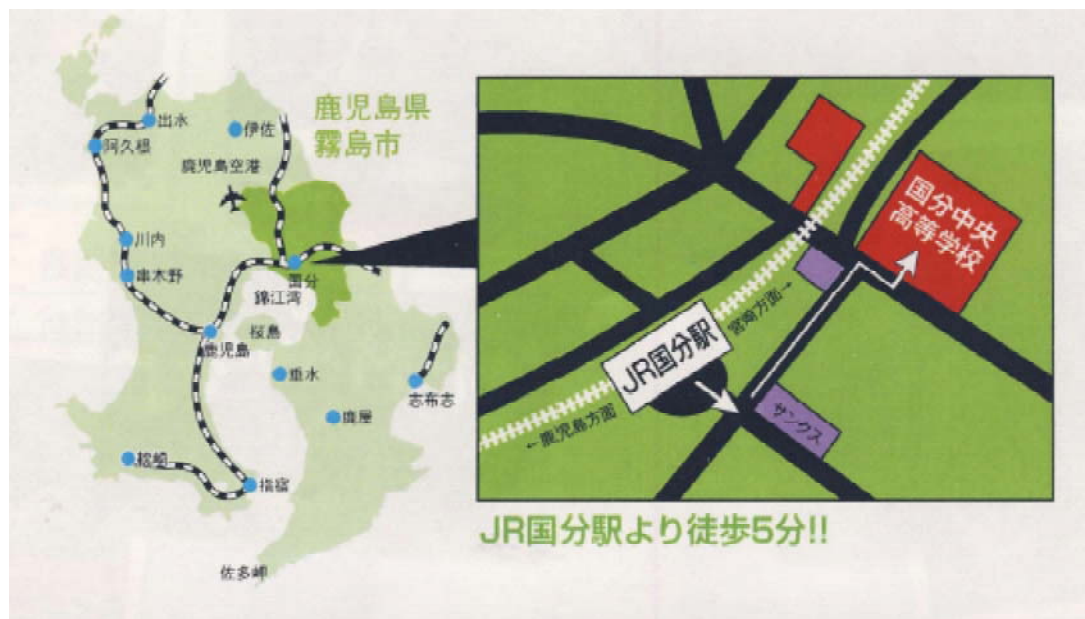 鹿児島県
霧島市
出水
伊佐
阿久根
鹿児島空港
川内
串木野
国分
錦江湾
桜島
鹿児島
垂水
志布志
鹿屋
枕崎
指宿
佐多岬
国分中央
高等学校
宮崎方面→
JR国分駅
←鹿児島方面
サンクス
JR国分駅より徒歩5分!!